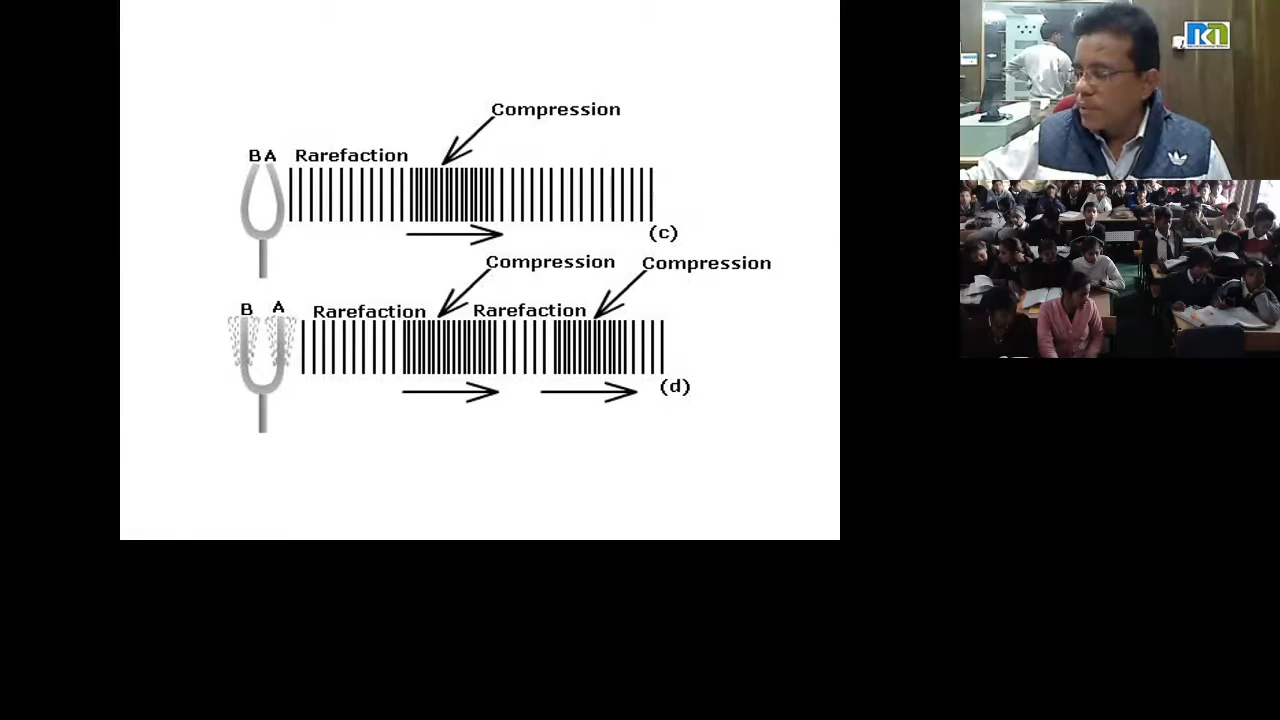 Compression
B A Rarefaction
(c)
Compression Compression
B A Rarefaction Rarefaction
(d)